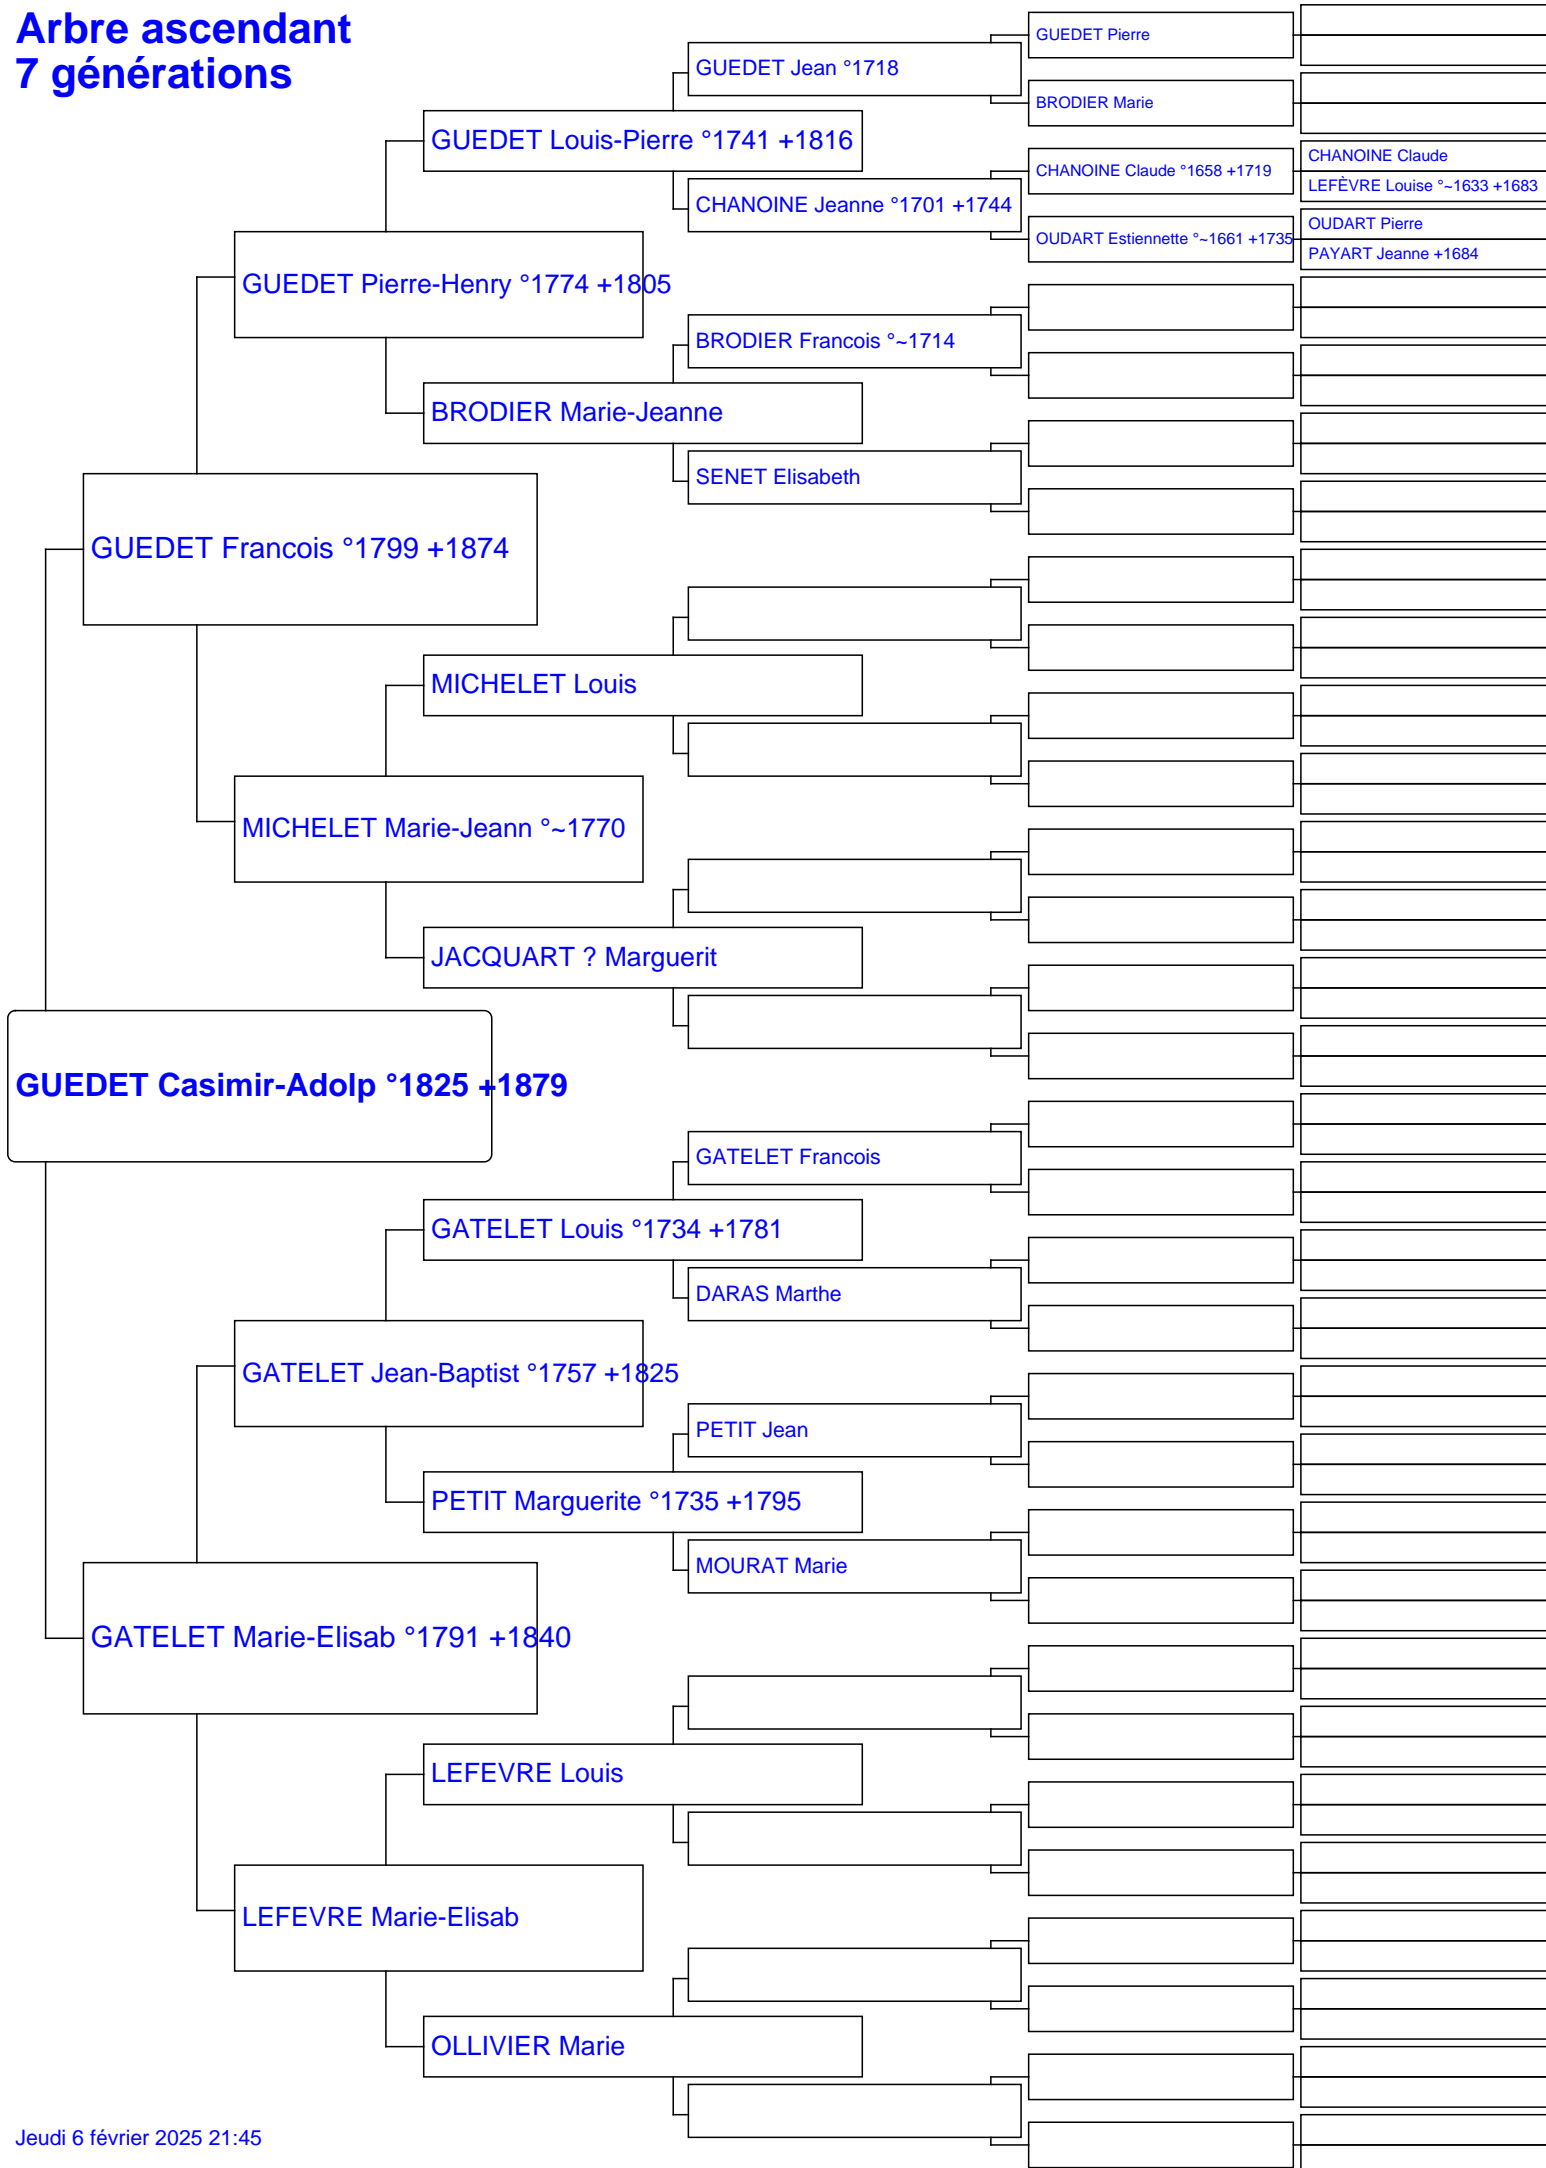 Arbre ascendant
7 générations
GUEDET Pierre
GUEDET Jean °1718
BRODIER Marie
GUEDET Louis-Pierre °1741 +1816
CHANOINE Claude
CHANOINE Claude °1658 +1719
LEFÈVRE Louise °~1633 +1683
CHANOINE Jeanne °1701 +1744
OUDART Pierre
OUDART Estiennette °~1661 +1735
PAYART Jeanne +1684
GUEDET Pierre-Henry °1774 +1805
BRODIER Francois °~1714
BRODIER Marie-Jeanne
SENET Elisabeth
GUEDET Francois °1799 +1874
MICHELET Louis
MICHELET Marie-Jeann °~1770
JACQUART ? Marguerit
GUEDET Casimir-Adolp °1825 +1879
GATELET Francois
GATELET Louis °1734 +1781
DARAS Marthe
GATELET Jean-Baptist °1757 +1825
PETIT Jean
PETIT Marguerite °1735 +1795
MOURAT Marie
GATELET Marie-Elisab °1791 +1840
LEFEVRE Louis
LEFEVRE Marie-Elisab
OLLIVIER Marie
Jeudi 6 février 2025 21:45